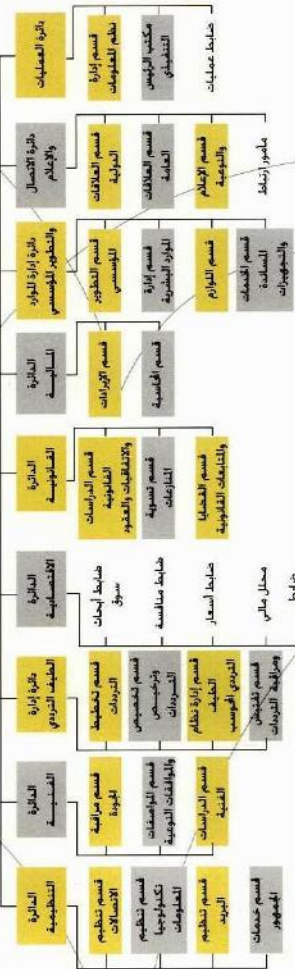 دائرة العمليات
قسم إدارة
نظم المعلومات
مكتب الرئيس
التنفيذي
ضابط عمليات
دائرة الاتصال
والإعلام
قسم العلاقات
الدولية
قسم العلاقات
العامة
قسم الإعلام
والتوعية
مأمور ارتباط
دائرة إدارة الموارد
والتطوير المؤسسي
قسم التطوير
المؤسسي
قسم إدارة
الموارد البشرية
قسم اللوازم
قسم الخدمات
المساندة
والتجهيزات
الدائرة
المالية
قسم الإيرادات
قسم المحاسبة
الدائرة
القانونية
قسم الدراسات
القانونية
والاتفاقيات والعقود
قسم تسوية
المنازعات
قسم القضايا
والمتابعات القانونية
الدائرة
الاقتصادية
ضابط أبحاث
سوق
ضابط منافسة
ضابط أسعار
محلل مالي
ضابط
دائرة إدارة
الطيف الترددي
قسم تخطيط
الترددات
قسم تخصيص
وترخيص
الترددات
قسم إدارة نظام
الطيف
الترددي المحوسب
قسم تفتيش
ومراقبة الترددات
الدائرة
الفنية
قسم مراقبة
الجودة
قسم المواصفات
والموافقات النوعية
قسم الدراسات
الفنية
الدائرة
التنظيمية
قسم تنظيم
الاتصالات
قسم تنظيم
تكنولوجيا
المعلومات
قسم تنظيم
البريد
قسم خدمات
الجمهور